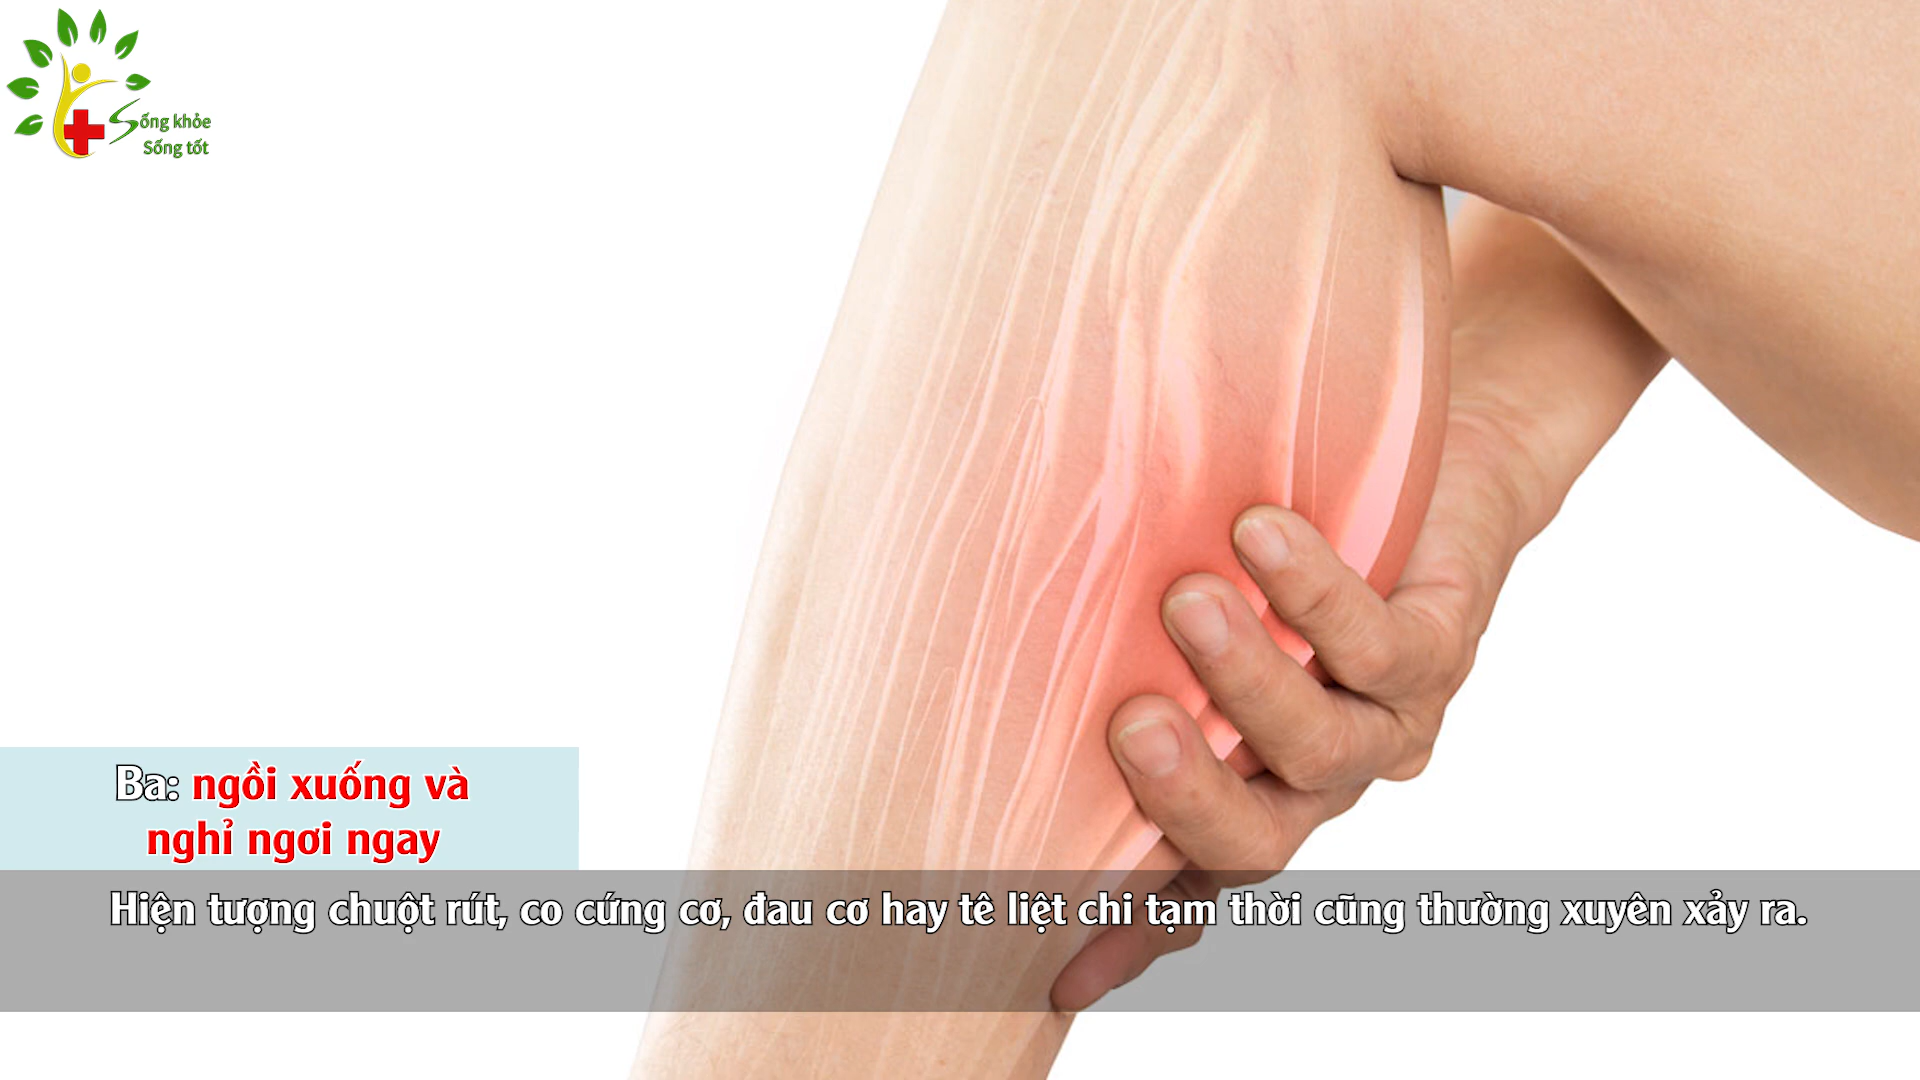 Sống khỏe
Sống tốt
Ba: ngồi xuống và
nghỉ ngơi ngay
Hiện tượng chuột rút, co cứng cơ, đau cơ hay tê liệt chi tạm thời cũng thường xuyên xảy ra.